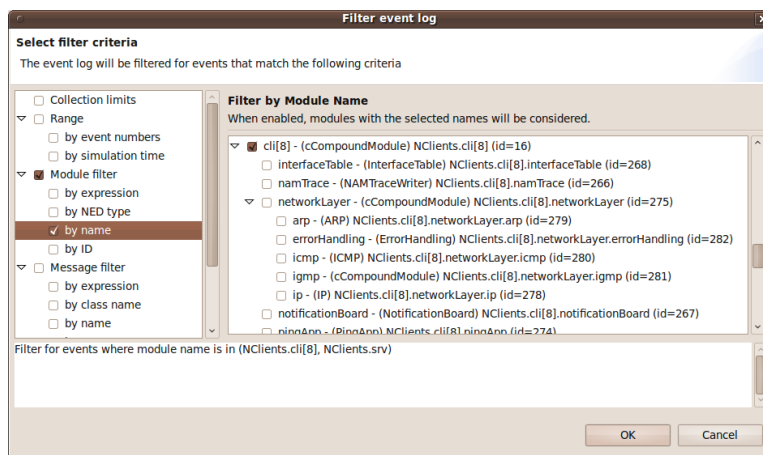 Filter event log
Select filter criteria
The event log will be filtered for events that match the following criteria
Collection limits
Range
by event numbers
by simulation time
Module filter
by expression
by NED type
by name
by ID
Message filter
by expression
by class name
by name
Filter by Module Name
When enabled, modules with the selected names will be considered.
cli[8] - (cCompoundModule) NClients.cli[8] (id=16)
interfaceTable - (InterfaceTable) NClients.cli[8].interfaceTable (id=268)
namTrace - (NAMTraceWriter) NClients.cli[8].namTrace (id=266)
networkLayer - (cCompoundModule) NClients.cli[8].networkLayer (id=275)
arp - (ARP) NClients.cli[8].networkLayer.arp (id=279)
errorHandling - (ErrorHandling) NClients.cli[8].networkLayer.errorHandling (id=282)
icmp - (ICMP) NClients.cli[8].networkLayer.icmp (id=280)
igmp - (cCompoundModule) NClients.cli[8].networkLayer.igmp (id=281)
ip - (IP) NClients.cli[8].networkLayer.ip (id=278)
notificationBoard - (NotificationBoard) NClients.cli[8].notificationBoard (id=267)
pingApp - (PingApp) NClients.cli[8].pingApp (id=274)
Filter for events where module name is in (NClients.cli[8], NClients.srv)
OK
Cancel